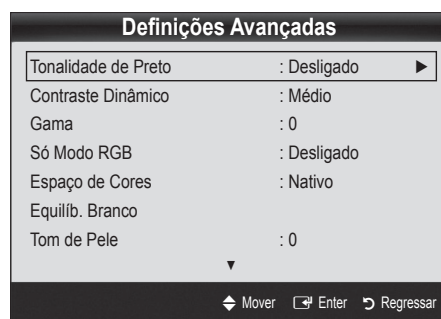 Definições Avançadas
Tonalidade de Preto : Desligado ►
Contraste Dinâmico : Médio
Gama : 0
Só Modo RGB : Desligado
Espaço de Cores : Nativo
Equilíb. Branco
Tom de Pele : 0
▼
Mover Enter Regressar